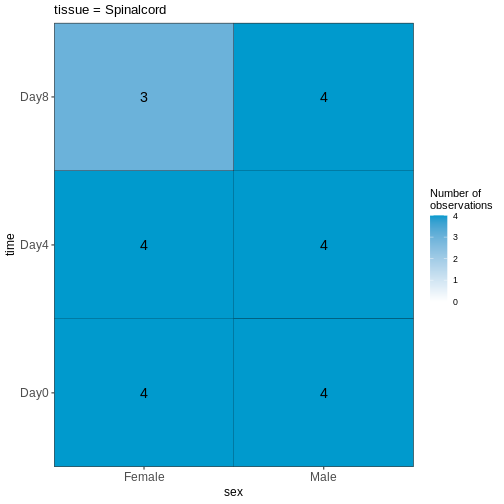 tissue = Spinalcord
Day8
3
4
Day4
4
4
Day0
4
4
Female
Male
sex
time
Number of
observations
4
3
2
1
0